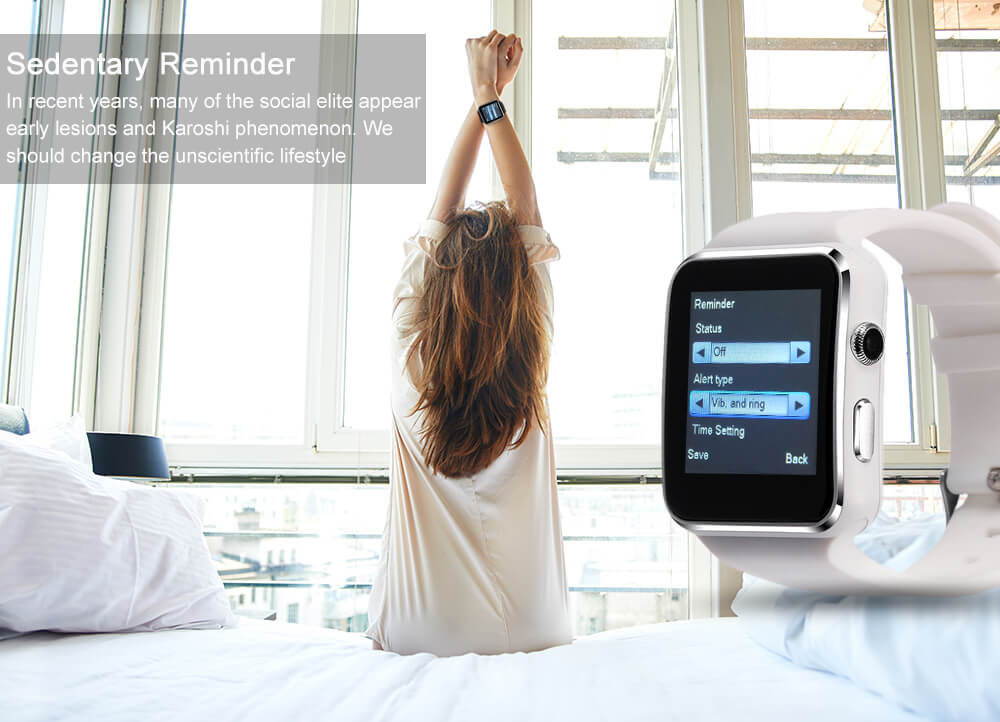 Sedentary Reminder
In recent years, many of the social elite appear
early lesions and Karoshi phenomenon. We
should change the unscientific lifestyle
Reminder
Status
Off
Alert type
Vib. and ring
Time Setting
Save Back